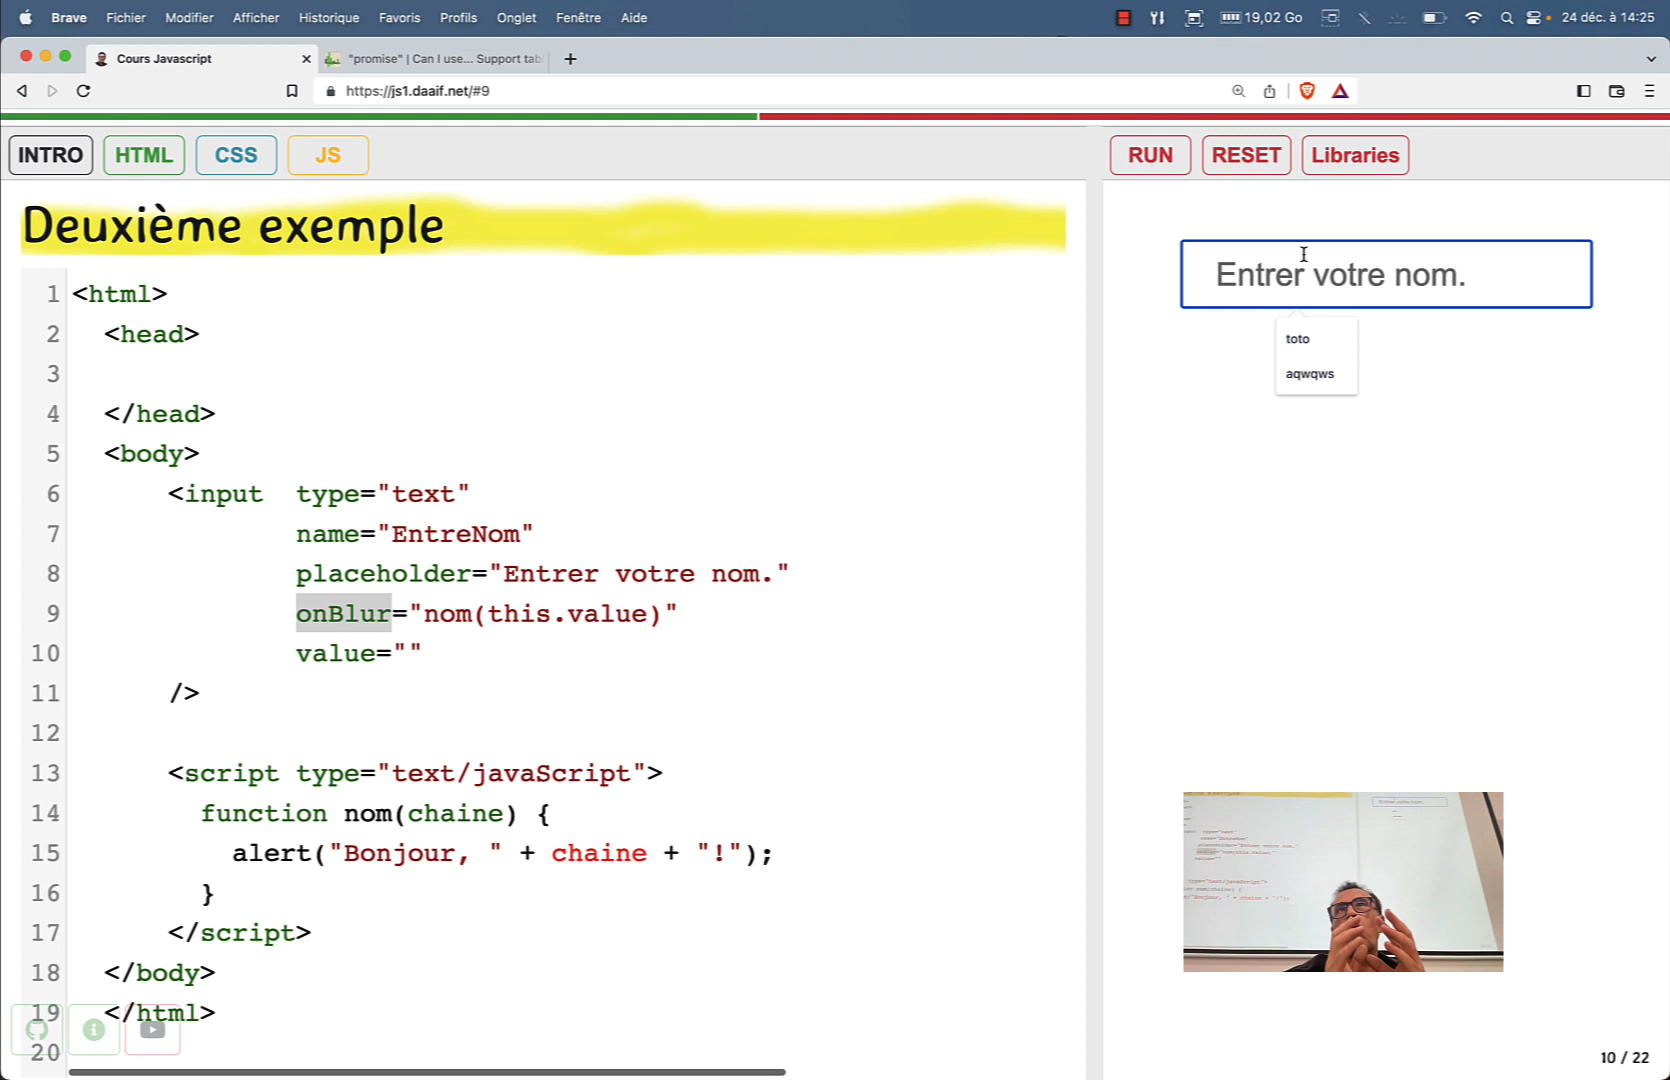 Brave Fichier Modifier Afficher Historique Favoris Profils Onglet Fenêtre Aide 19,02 Go 24 déc. à 14:25
Cours Javascript "promise" | Can I use... Support tab
https://js1.daaif.net/#9
INTRO HTML CSS JS RUN RESET Libraries
Deuxième exemple
Entrer votre nom.
toto
aqwqws
1 <html>
2 <head>
3
4 </head>
5 <body>
6 <input type="text"
7 name="EntreNom"
8 placeholder="Entrer votre nom."
9 onBlur="nom(this.value)"
10 value=""
11 />
12
13 <script type="text/javaScript">
14 function nom(chaine) {
15 alert("Bonjour, " + chaine + "!");
16 }
17 </script>
18 </body>
19 </html>
20
10 / 22